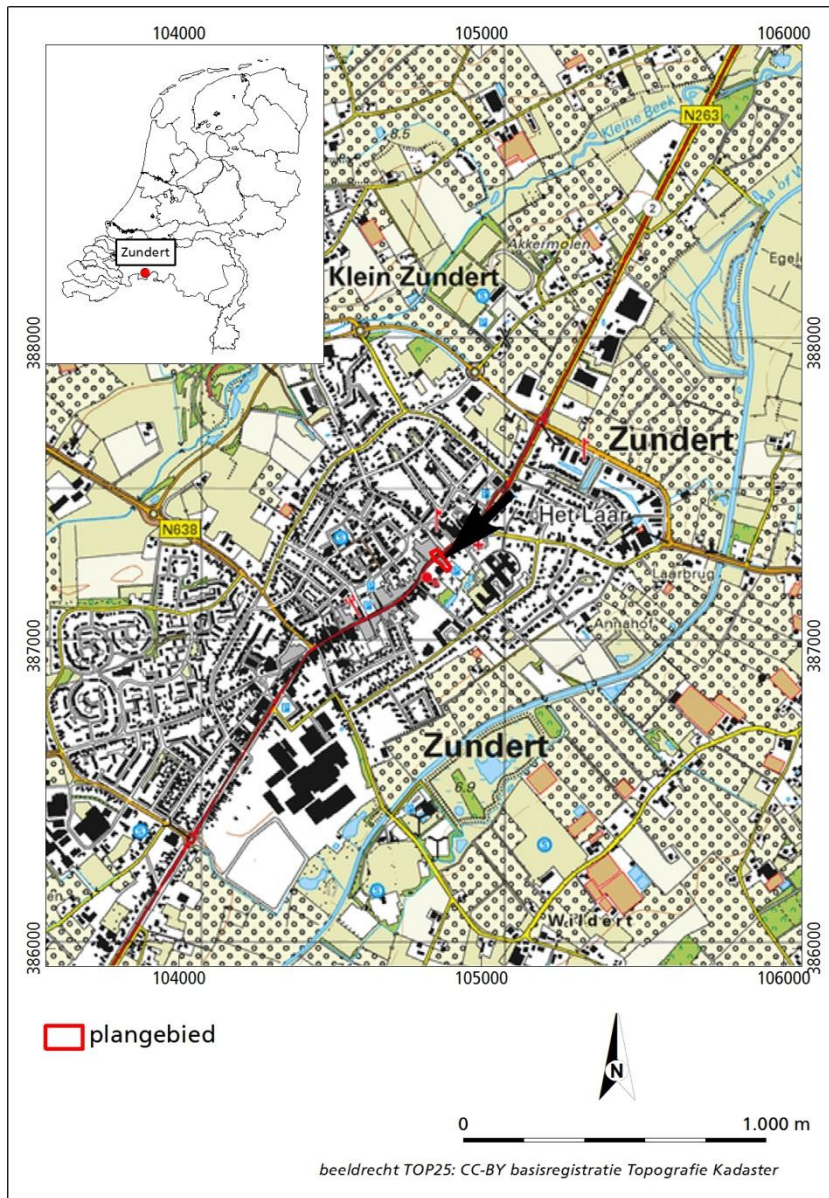 104000
105000
106000
Zundert
8.5
Kleine Beek
N263
2
Akkermolen
Klein Zundert
388000
388000
Zundert
N638
Het Laar
Laarbrug
Annahof
387000
387000
Zundert
6.9
Wildert
386000
386000
104000
105000
106000
plangebied
N
0
1.000 m
beeldrecht TOP25: CC-BY basisregistratie Topografie Kadaster